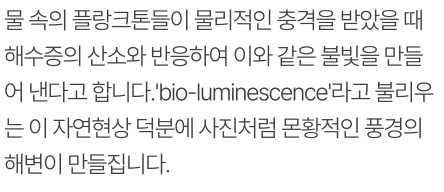 물 속의 플랑크톤들이 물리적인 충격을 받았을 때
해수증의 산소와 반응하여 이와 같은 불빛을 만들
어 낸다고 합니다.'bio-luminescence'라고 불리우
는 이 자연현상 덕분에 사진처럼 몬황적인 풍경의
해변이 만들집니다.